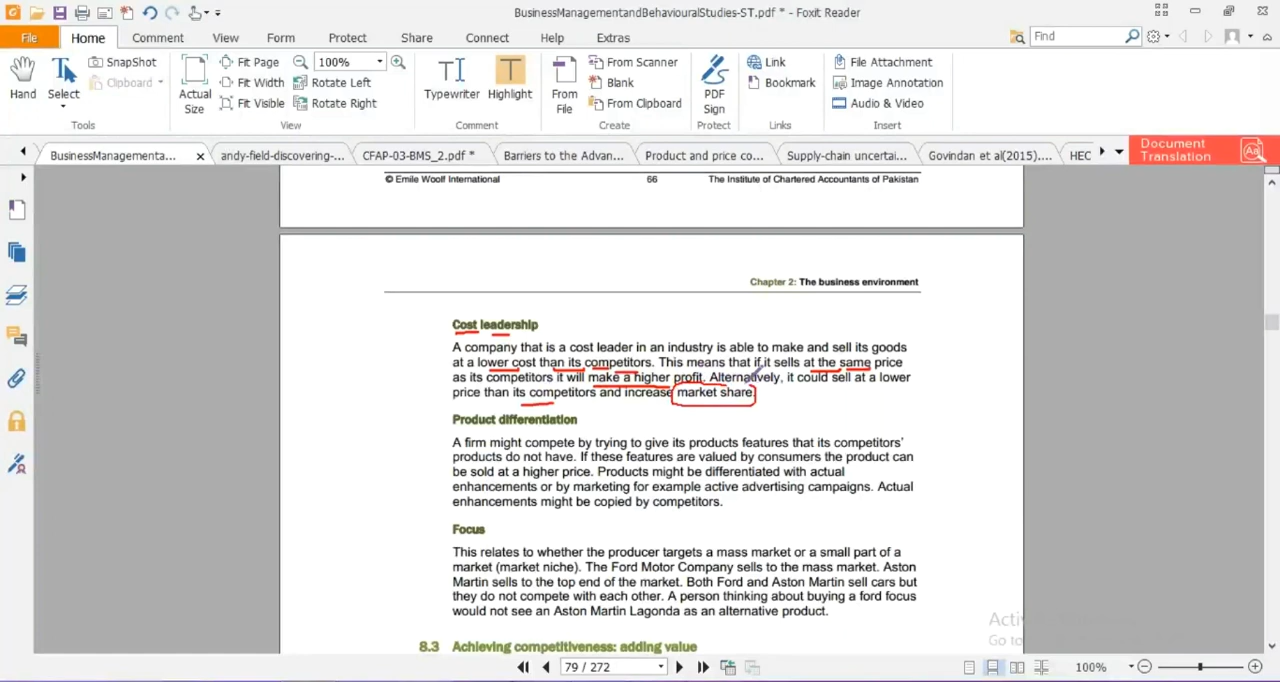 BusinessManagementandBehaviouralStudies-ST.pdf * - Foxit Reader
File Home Comment View Form Protect Share Connect Help Extras Find
Hand
Select
SnapShot
Clipboard
Tools
Actual Size
Fit Page
Fit Width
Fit Visible
100%
Rotate Left
Rotate Right
View
Typewriter
Highlight
Comment
From File
From Scanner
Blank
From Clipboard
Create
PDF Sign
Protect
Link
Bookmark
Links
File Attachment
Image Annotation
Audio & Video
Insert
BusinessManagementa... andy-field-discovering-... CFAP-03-BMS_2.pdf * Barriers to the Advan... Product and price co... Supply-chain uncertai... Govindan et al(2015).... HEC
Document Translation
© Emile Woolf International 66 The Institute of Chartered Accountants of Pakistan
Chapter 2: The business environment
Cost leadership
A company that is a cost leader in an industry is able to make and sell its goods
at a lower cost than its competitors. This means that if it sells at the same price
as its competitors it will make a higher profit. Alternatively, it could sell at a lower
price than its competitors and increase market share.
Product differentiation
A firm might compete by trying to give its products features that its competitors’
products do not have. If these features are valued by consumers the product can
be sold at a higher price. Products might be differentiated with actual
enhancements or by marketing for example active advertising campaigns. Actual
enhancements might be copied by competitors.
Focus
This relates to whether the producer targets a mass market or a small part of a
market (market niche). The Ford Motor Company sells to the mass market. Aston
Martin sells to the top end of the market. Both Ford and Aston Martin sell cars but
they do not compete with each other. A person thinking about buying a ford focus
would not see an Aston Martin Lagonda as an alternative product.
8.3 Achieving competitiveness: adding value
Go to
79 / 272
100%